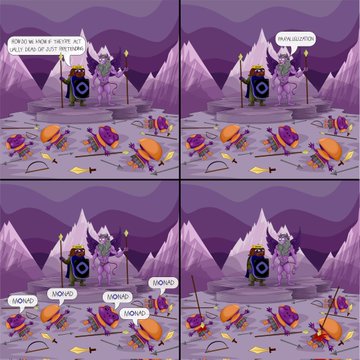 HOW DO WE KNOW IF THEY'RE ACT
UALLY DEAD OR JUST PRETENDING
PARALLELIZATION
MONAD
MONAD
MONAD
MONAD
MONAD